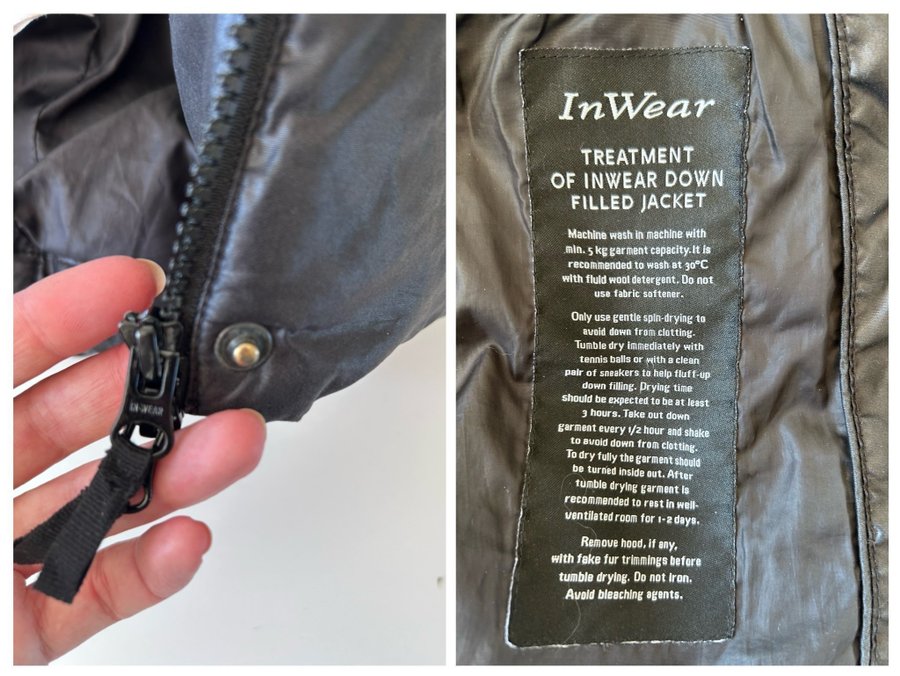 IN·WEAR
InWear
TREATMENT
OF INWEAR DOWN
FILLED JACKET
Machine wash in machine with
min. 5 kg garment capacity. It is
recommended to wash at 30°C
with fluid wool detergent. Do not
use fabric softener.
Only use gentle spin-drying to
avoid down from clotting.
Tumble dry immediately with
tennis balls or with a clean
pair of sneakers to help fluff-up
down filling. Drying time
should be expected to be at least
3 hours. Take out down
garment every 1/2 hour and shake
to avoid down from clotting.
To dry fully the garment should
be turned inside out. After
tumble drying garment is
recommended to rest in well-
ventilated room for 1-2 days.
Remove hood, if any,
with fake fur trimmings before
tumble drying. Do not iron.
Avoid bleaching agents.